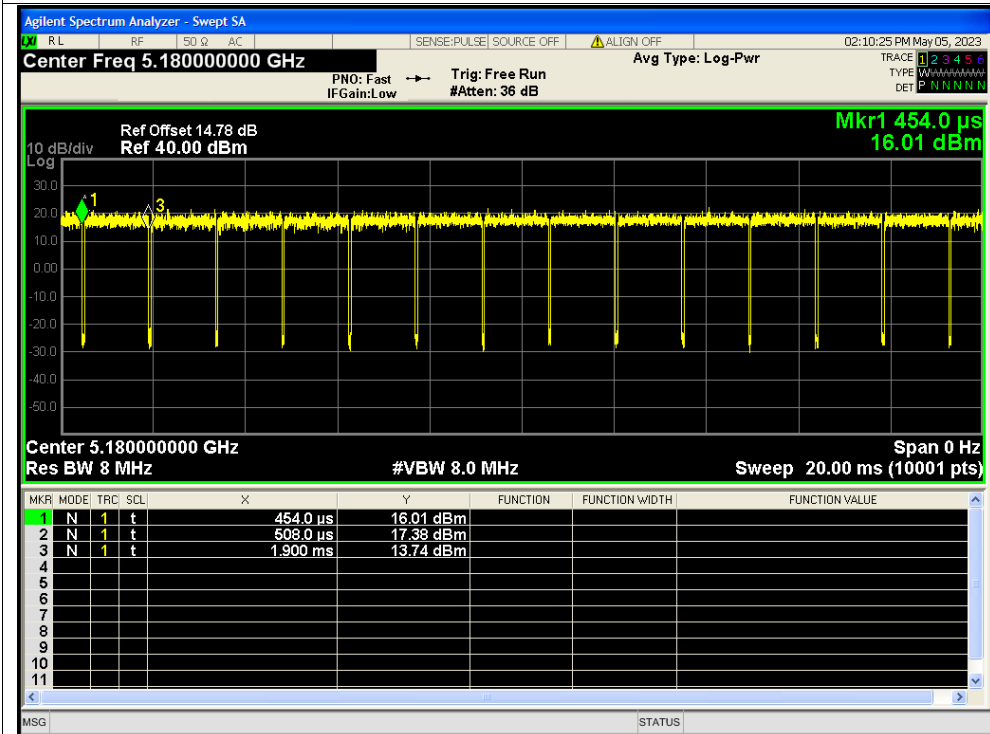 Agilent Spectrum Analyzer - Swept SA
LXI RL RF 50 Ω AC SENSE:PULSE SOURCE OFF ALIGN OFF 02:10:25 PM May 05, 2023
Center Freq 5.180000000 GHz
Avg Type: Log-Pwr
TRACE 1 2 3 4 5 6
PNO: Fast Trig: Free Run
TYPE WWWWWW
IFGain:Low #Atten: 36 dB
DET P N N N N N
Mkr1 454.0 µs
16.01 dBm
Ref Offset 14.78 dB
10 dB/div Ref 40.00 dBm
Log
30.0
20.0
10.0
0.00
-10.0
-20.0
-30.0
-40.0
-50.0
1
3
Center 5.180000000 GHz Span 0 Hz
Res BW 8 MHz #VBW 8.0 MHz Sweep 20.00 ms (10001 pts)
MKR MODE TRC SCL X Y FUNCTION FUNCTION WIDTH FUNCTION VALUE
1 N 1 t 454.0 µs 16.01 dBm
2 N 1 t 508.0 µs 17.38 dBm
3 N 1 t 1.900 ms 13.74 dBm
4
5
6
7
8
9
10
11
MSG STATUS